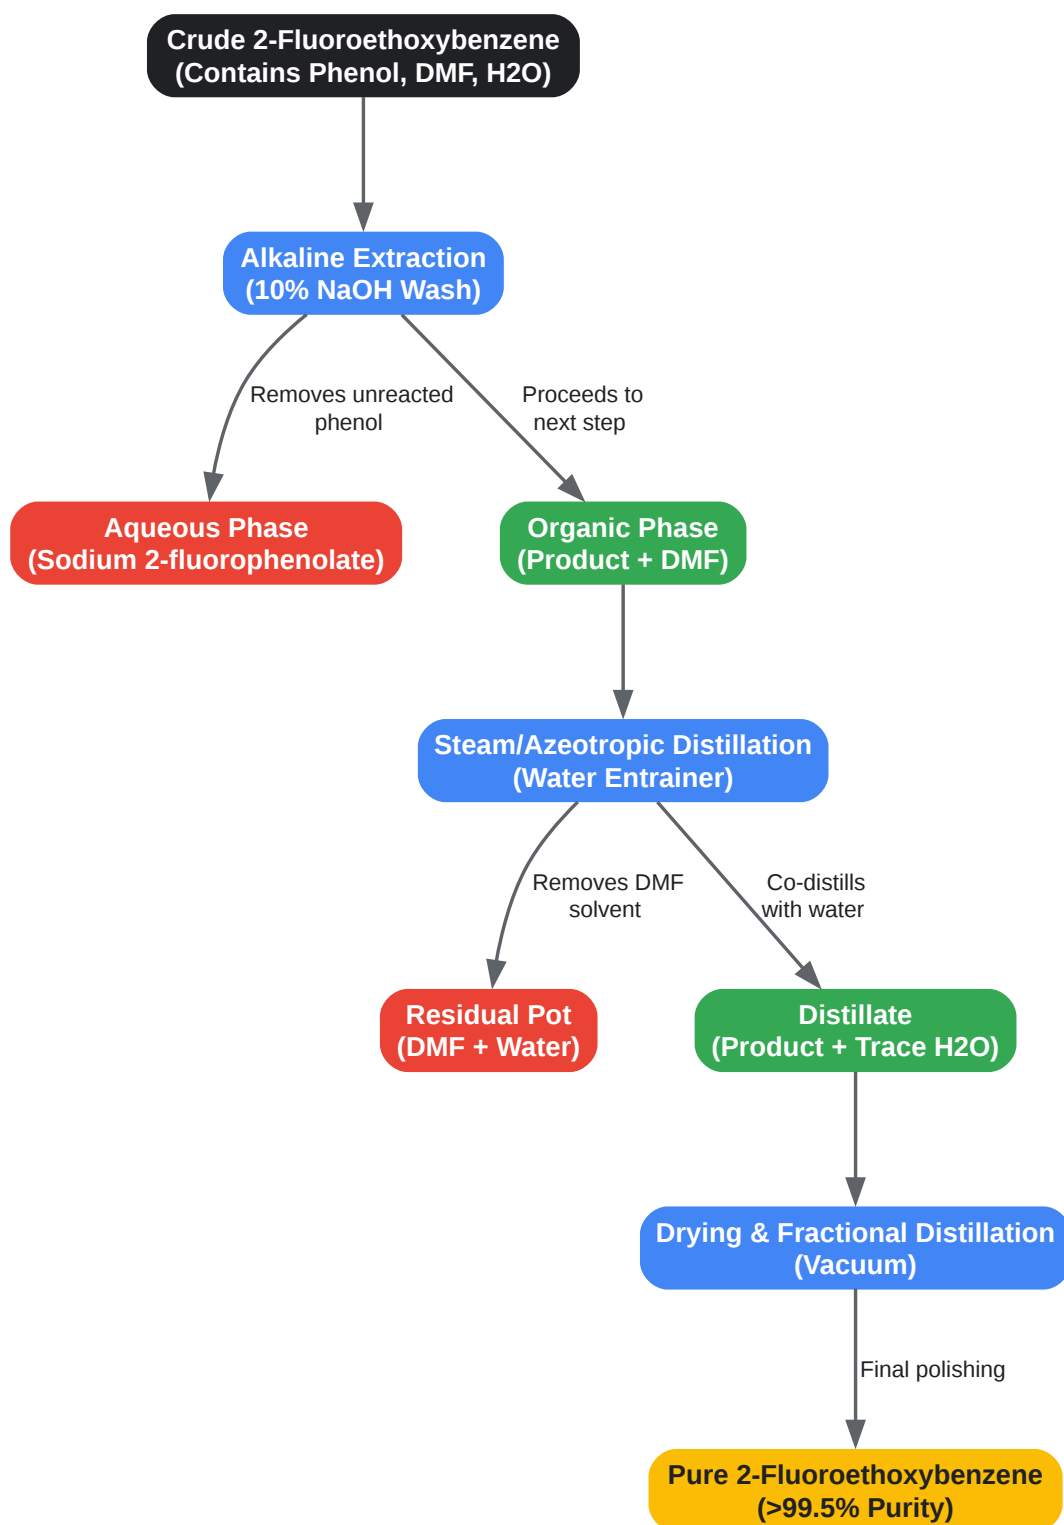 Crude 2-Fluoroethoxybenzene
(Contains Phenol, DMF, H2O)
Alkaline Extraction
(10% NaOH Wash)
Removes unreacted
phenol
Proceeds to
next step
Aqueous Phase
(Sodium 2-fluorophenolate)
Organic Phase
(Product + DMF)
Steam/Azeotropic Distillation
(Water Entrainer)
Removes DMF
solvent
Co-distills
with water
Residual Pot
(DMF + Water)
Distillate
(Product + Trace H2O)
Drying & Fractional Distillation
(Vacuum)
Final polishing
Pure 2-Fluoroethoxybenzene
(>99.5% Purity)